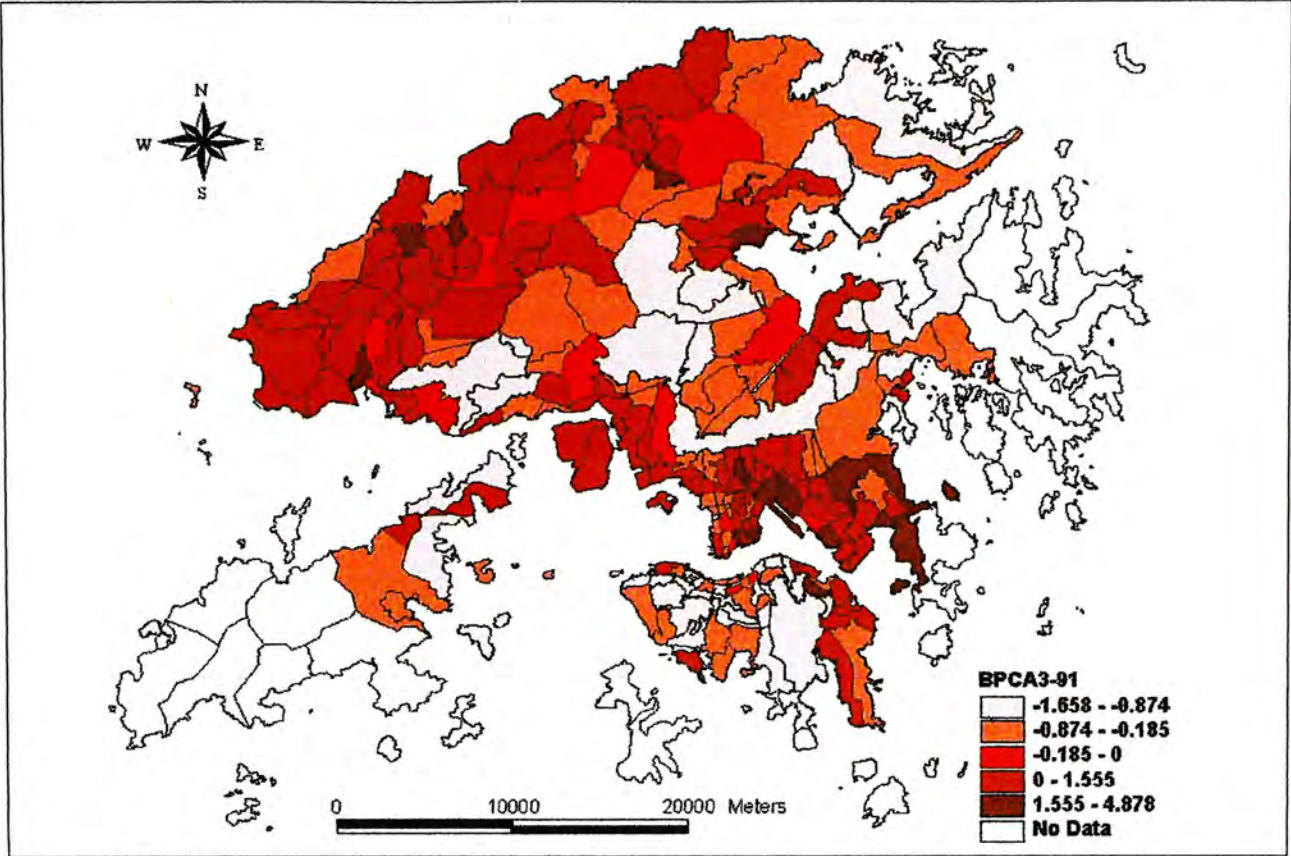 N
W E
S
BPCA3-91
-1.658 - -0.874
-0.874 - -0.185
-0.185 - 0
0 - 1.555
1.555 - 4.878
No Data
0 10000 20000 Meters